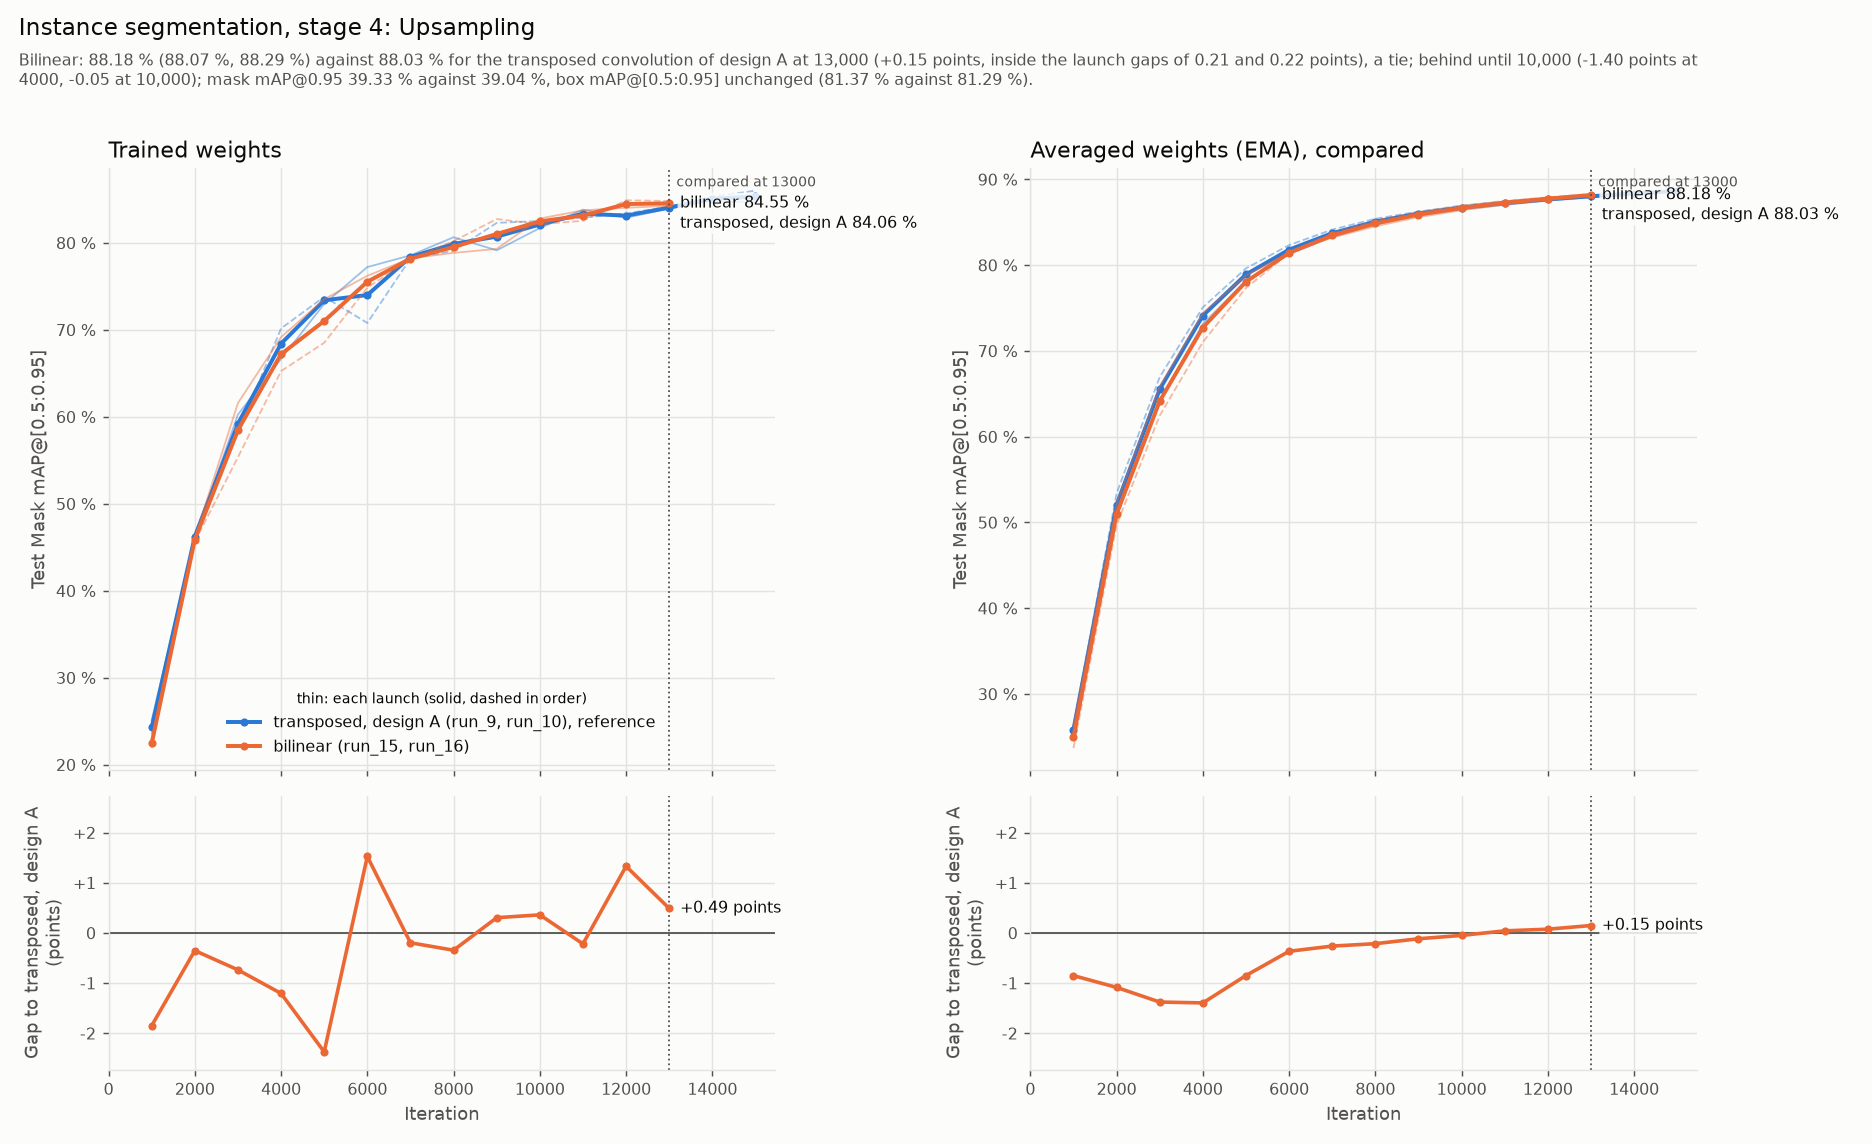 Instance segmentation, stage 4: Upsampling
Bilinear: 88.18 % (88.07 %, 88.29 %) against 88.03 % for the transposed convolution of design A at 13,000 (+0.15 points, inside the launch gaps of 0.21 and 0.22 points), a tie; behind until 10,000 (-1.40 points at
4000, -0.05 at 10,000); mask mAP@0.95 39.33 % against 39.04 %, box mAP@[0.5:0.95] unchanged (81.37 % against 81.29 %).
Trained weights
compared at 13000
bilinear 84.55 %
transposed, design A 84.06 %
80 %
70 %
60 %
50 %
40 %
30 %
20 %
Test Mask mAP@[0.5:0.95]
thin: each launch (solid, dashed in order)
transposed, design A (run_9, run_10), reference
bilinear (run_15, run_16)
Averaged weights (EMA), compared
compared at 13000
bilinear 88.18 %
transposed, design A 88.03 %
90 %
80 %
70 %
60 %
50 %
40 %
30 %
Test Mask mAP@[0.5:0.95]
Gap to transposed, design A
(points)
+2
+1
0
-1
-2
+0.49 points
0 2000 4000 6000 8000 10000 12000 14000
Iteration
Gap to transposed, design A
(points)
+2
+1
0
-1
-2
+0.15 points
0 2000 4000 6000 8000 10000 12000 14000
Iteration